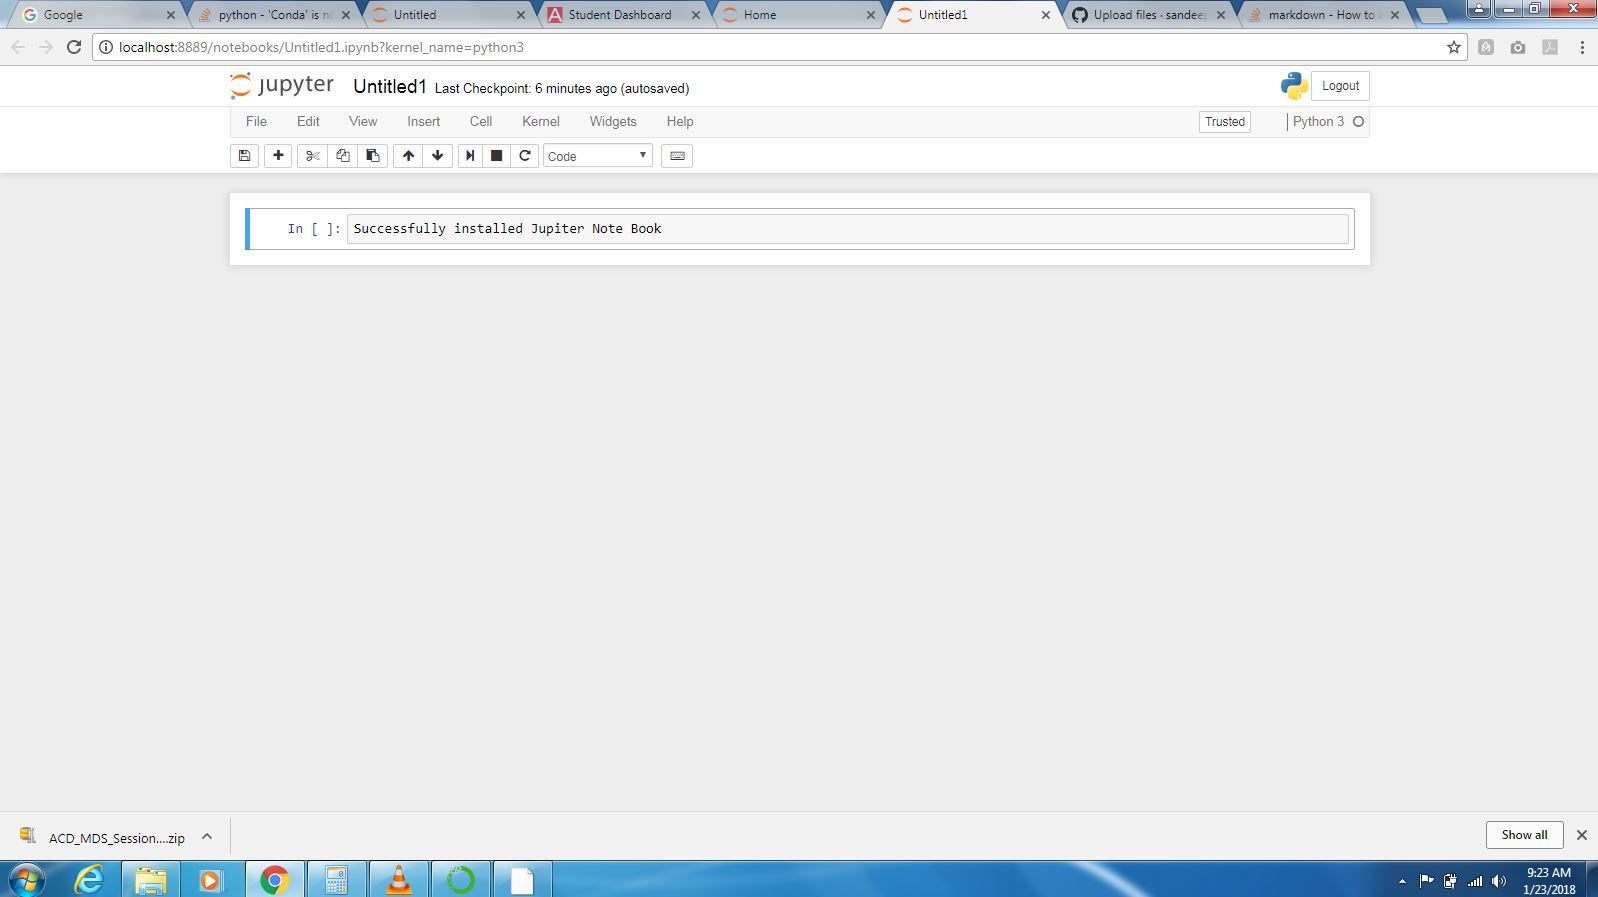 Google
python - 'Conda' is no
Untitled
Student Dashboard
Home
Untitled1
Upload files · sandeep
markdown - How to
localhost:8889/notebooks/Untitled1.ipynb?kernel_name=python3
jupyter Untitled1 Last Checkpoint: 6 minutes ago (autosaved)
Logout
File Edit View Insert Cell Kernel Widgets Help
Trusted
Python 3
Code
In [ ]: Successfully installed Jupiter Note Book
ACD_MDS_Session....zip
Show all
9:23 AM
1/23/2018